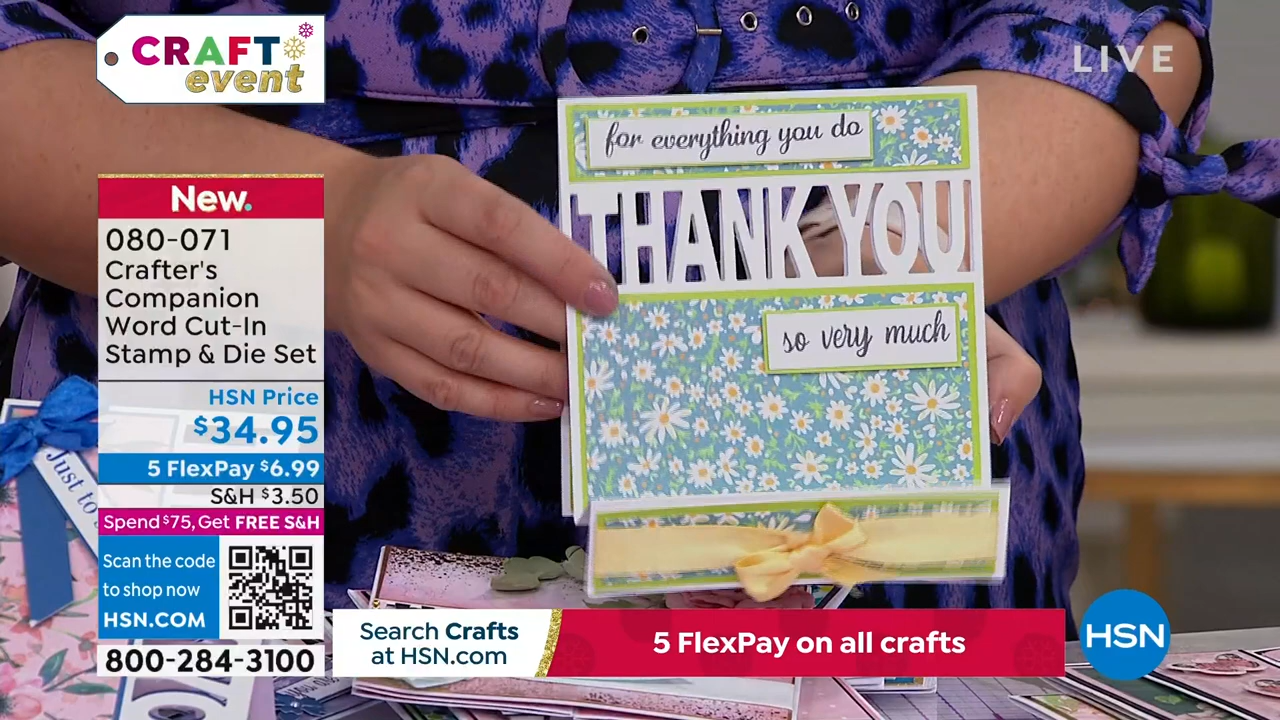 CRAFT
event
LIVE
New.
080-071
Crafter's
Companion
Word Cut-In
Stamp & Die Set
HSN Price
$34.95
5 FlexPay $6.99
S&H $3.50
Spend $75, Get FREE S&H
Scan the code
to shop now
HSN.COM
800-284-3100
for everything you do
THANK YOU
so very much
Just to
Search Crafts
at HSN.com
5 FlexPay on all crafts
HSN